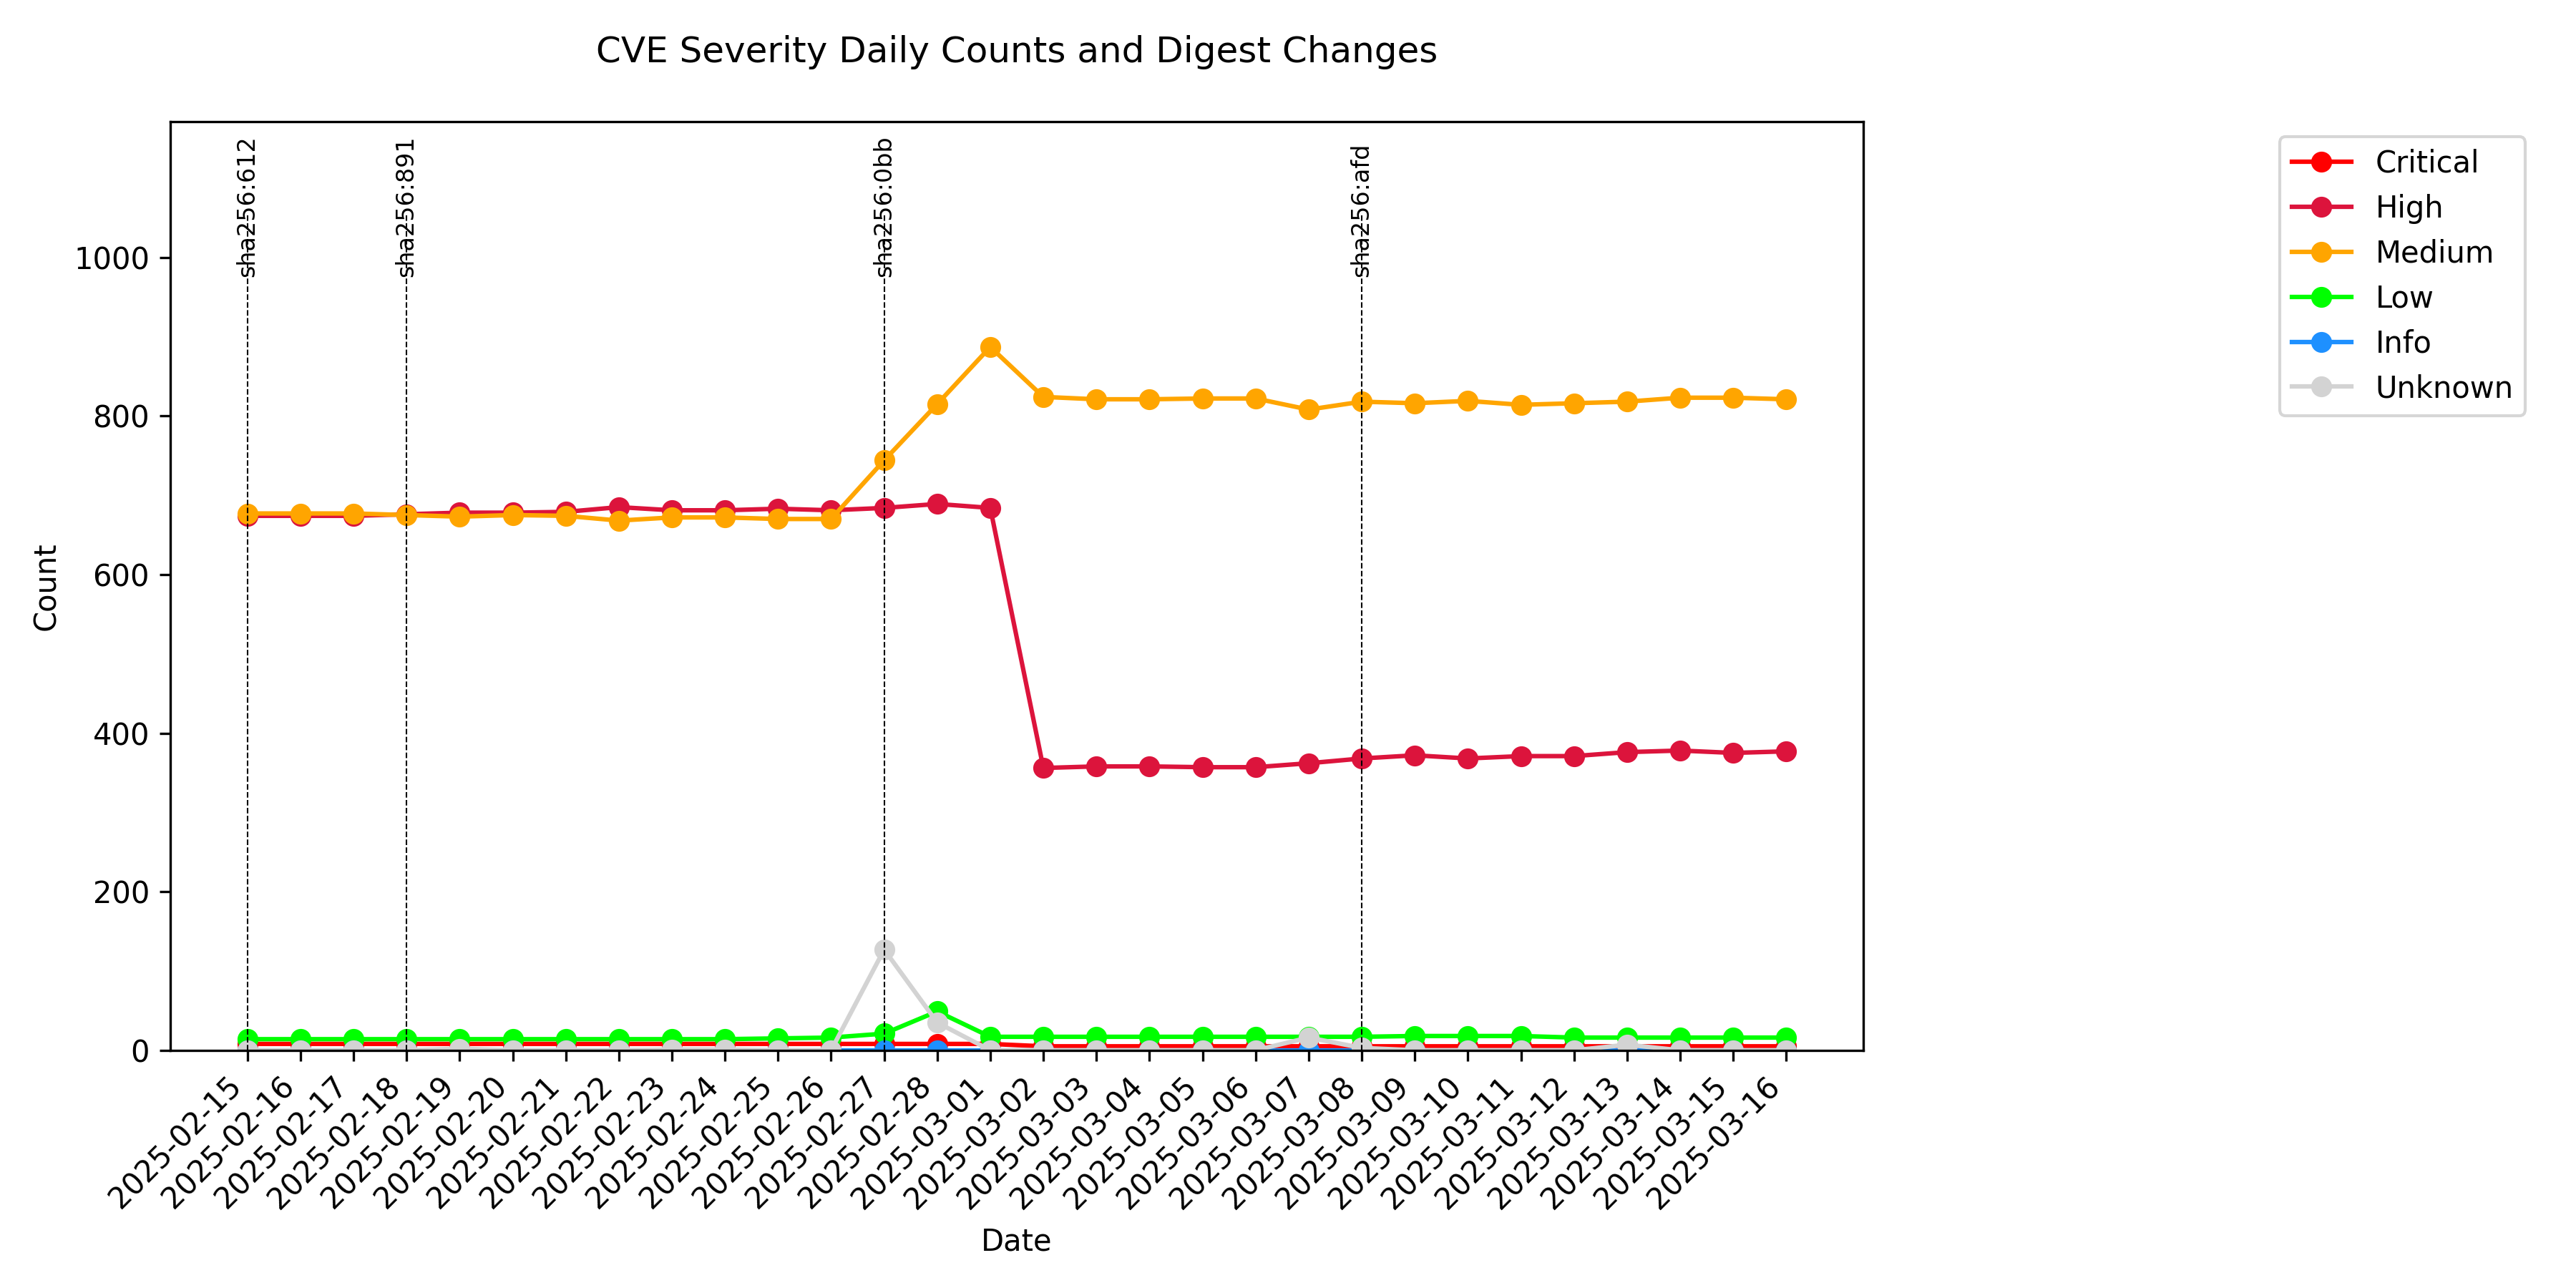 CVE Severity Daily Counts and Digest Changes
sha256:612
sha256:891
sha256:0bb
sha256:afd
Critical
High
Medium
Low
Info
Unknown
1000
800
600
400
200
0
Count
2025-02-15
2025-02-16
2025-02-17
2025-02-18
2025-02-19
2025-02-20
2025-02-21
2025-02-22
2025-02-23
2025-02-24
2025-02-25
2025-02-26
2025-02-27
2025-02-28
2025-03-01
2025-03-02
2025-03-03
2025-03-04
2025-03-05
2025-03-06
2025-03-07
2025-03-08
2025-03-09
2025-03-10
2025-03-11
2025-03-12
2025-03-13
2025-03-14
2025-03-15
2025-03-16
Date